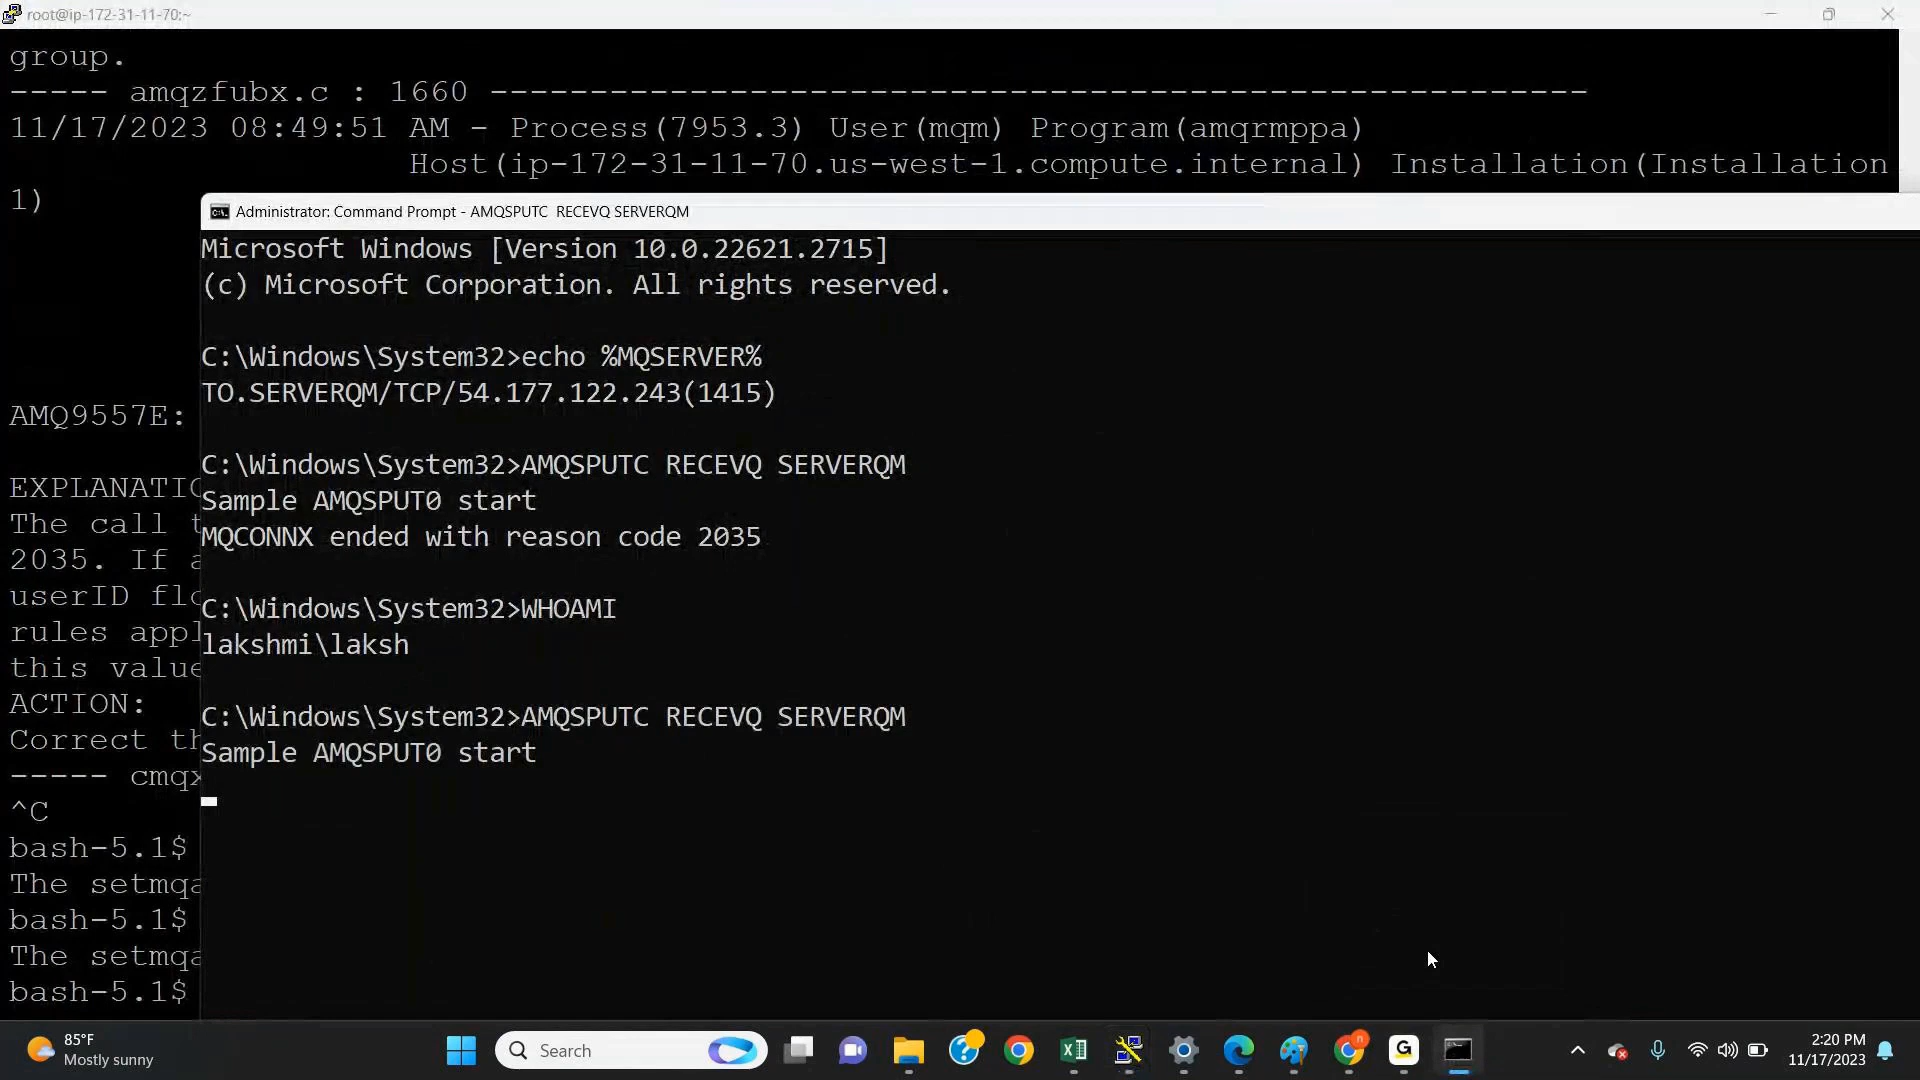 root@ip-172-31-11-70:~
group.
----- amqzfubx.c : 1660 --------------------------------------------------------------------
11/17/2023 08:49:51 AM - Process(7953.3) User(mqm) Program(amqrmppa)
Host(ip-172-31-11-70.us-west-1.compute.internal) Installation(Installation
1)
Administrator: Command Prompt - AMQSPUTC  RECEVQ SERVERQM
Microsoft Windows [Version 10.0.22621.2715]
(c) Microsoft Corporation. All rights reserved.
C:\Windows\System32>echo %MQSERVER%
TO.SERVERQM/TCP/54.177.122.243(1415)
AMQ9557E:
C:\Windows\System32>AMQSPUTC RECEVQ SERVERQM
EXPLANATIO
Sample AMQSPUT0 start
The call t
MQCONNX ended with reason code 2035
2035. If a
userID flo
C:\Windows\System32>WHOAMI
rules appl
lakshmi\laksh
this value
ACTION:
C:\Windows\System32>AMQSPUTC RECEVQ SERVERQM
Correct th
Sample AMQSPUT0 start
----- cmqx
^C
bash-5.1$
The setmqa
bash-5.1$
The setmqa
bash-5.1$
85°F
Mostly sunny
Search
2:20 PM
11/17/2023